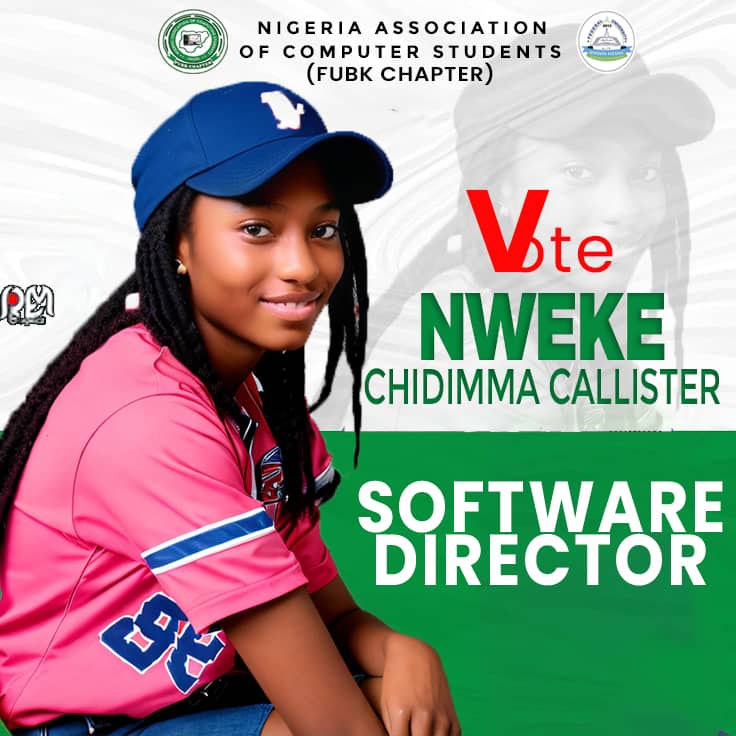 NIGERIA ASSOCIATION
OF COMPUTER STUDENTS
(FUBK CHAPTER)
Vote
NWEKE
CHIDIMMA CALLISTER
SOFTWARE
DIRECTOR